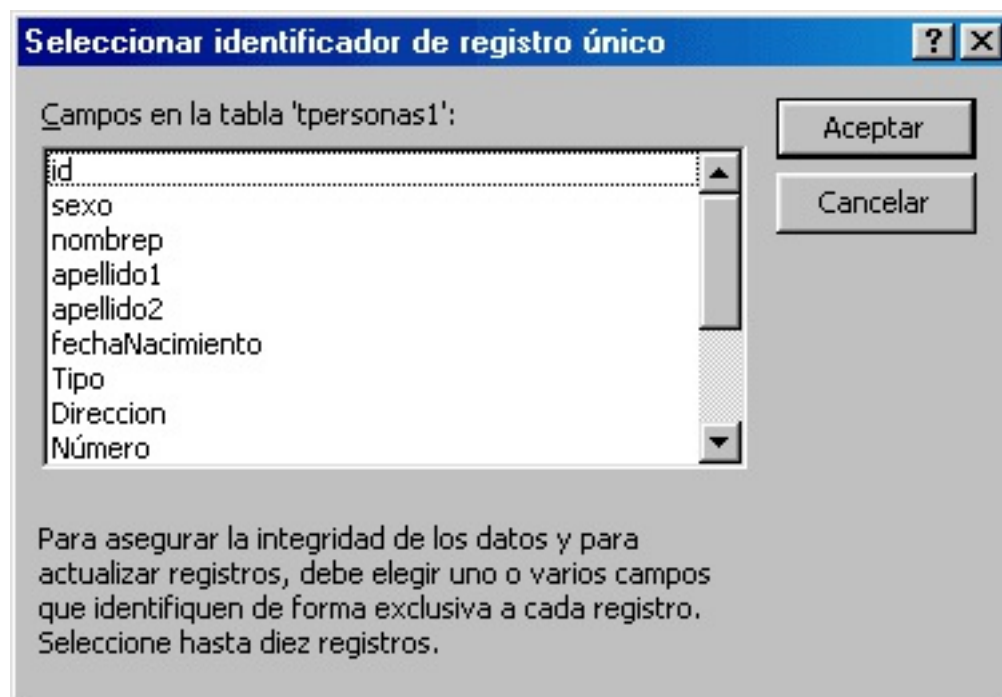 Seleccionar identificador de registro único
Campos en la tabla 'tpersonas1':
Aceptar
Cancelar
id
sexo
nombrep
apellido1
apellido2
fechaNacimiento
Tipo
Direccion
Número
Para asegurar la integridad de los datos y para
actualizar registros, debe elegir uno o varios campos
que identifiquen de forma exclusiva a cada registro.
Seleccione hasta diez registros.